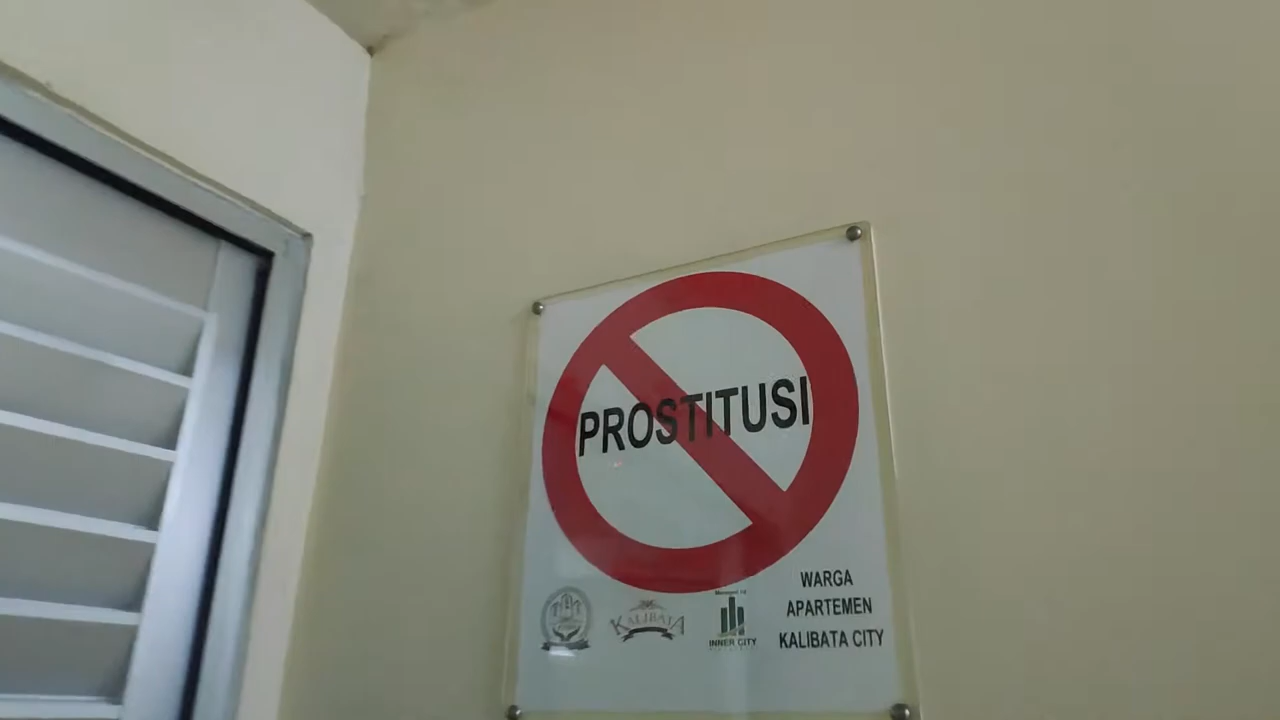 PROSTITUSI
KALIBATA
INNER CITY
WARGA
APARTEMEN
KALIBATA CITY